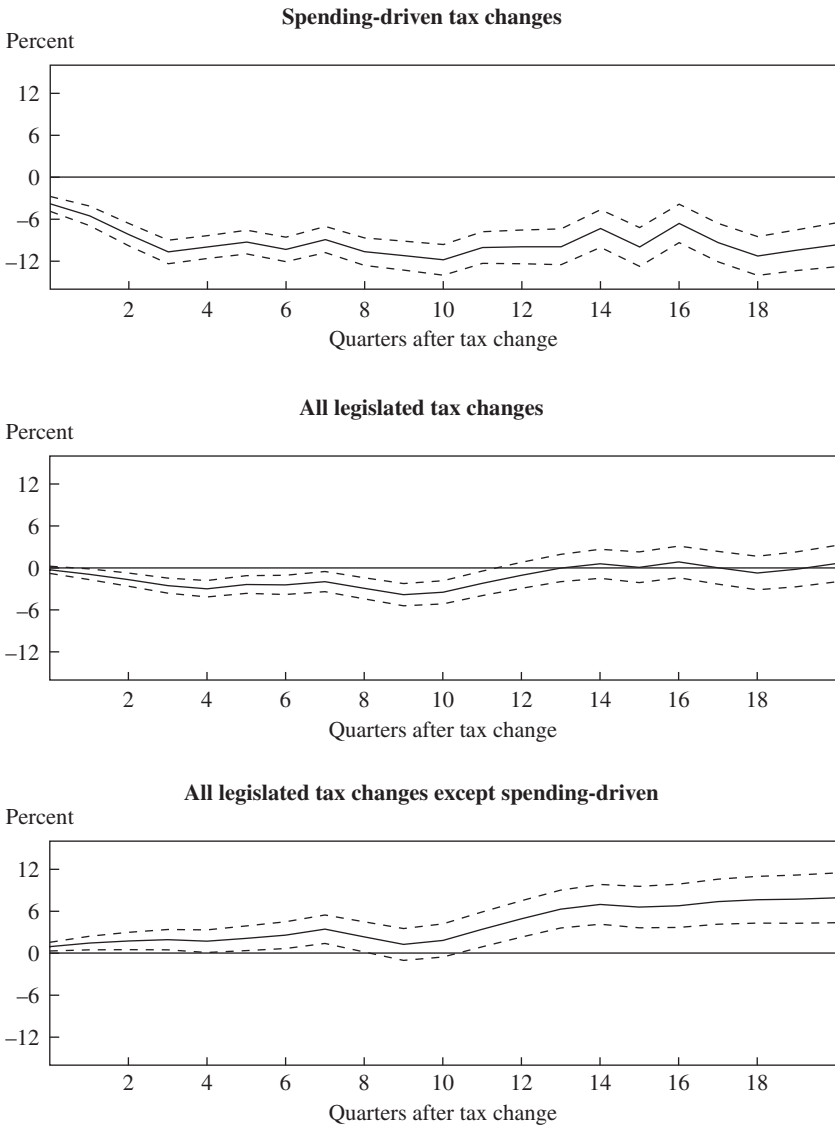 Spending-driven tax changes
Percent
12
6
0
–6
–12
2 4 6 8 10 12 14 16 18
Quarters after tax change
All legislated tax changes
Percent
12
6
0
–6
–12
2 4 6 8 10 12 14 16 18
Quarters after tax change
All legislated tax changes except spending-driven
Percent
12
6
0
–6
–12
2 4 6 8 10 12 14 16 18
Quarters after tax change